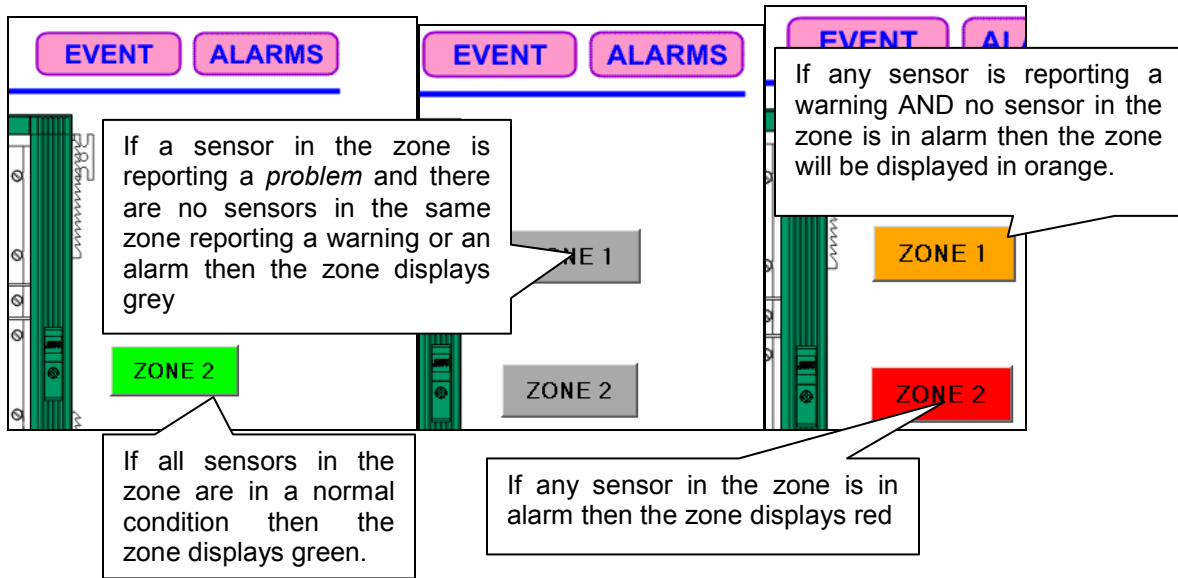 EVENT ALARMS
If a sensor in the zone is
reporting a problem and there
are no sensors in the same
zone reporting a warning or an
alarm then the zone displays
grey
ZONE 2
If all sensors in the
zone are in a normal
condition then the
zone displays green.
EVENT ALARMS
NE 1
ZONE 2
EVENT AL
If any sensor is reporting a
warning AND no sensor in the
zone is in alarm then the zone
will be displayed in orange.
ZONE 1
ZONE 2
If any sensor in the zone is in
alarm then the zone displays red